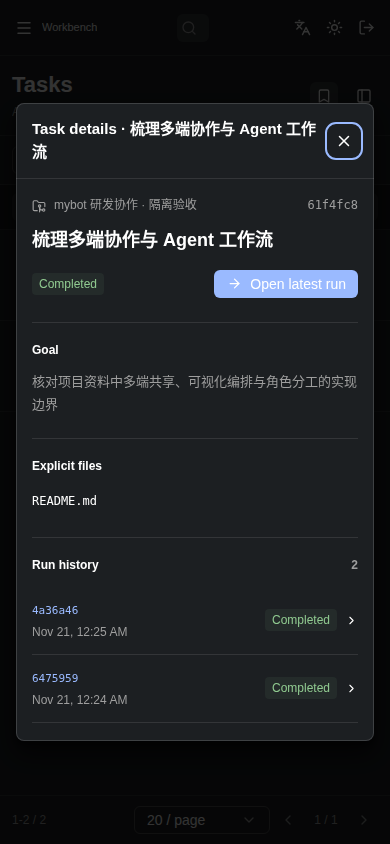 Workbench
Tasks
Task details · 梳理多端协作与 Agent 工作
流
mybot 研发协作 · 隔离验收 61f4fc8
梳理多端协作与 Agent 工作流
Completed Open latest run
Goal
核对项目资料中多端共享、可视化编排与角色分工的实现
边界
Explicit files
README.md
Run history 2
4a36a46
Nov 21, 12:25 AM Completed
6475959
Nov 21, 12:24 AM Completed
1-2 / 2 20 / page 1 / 1